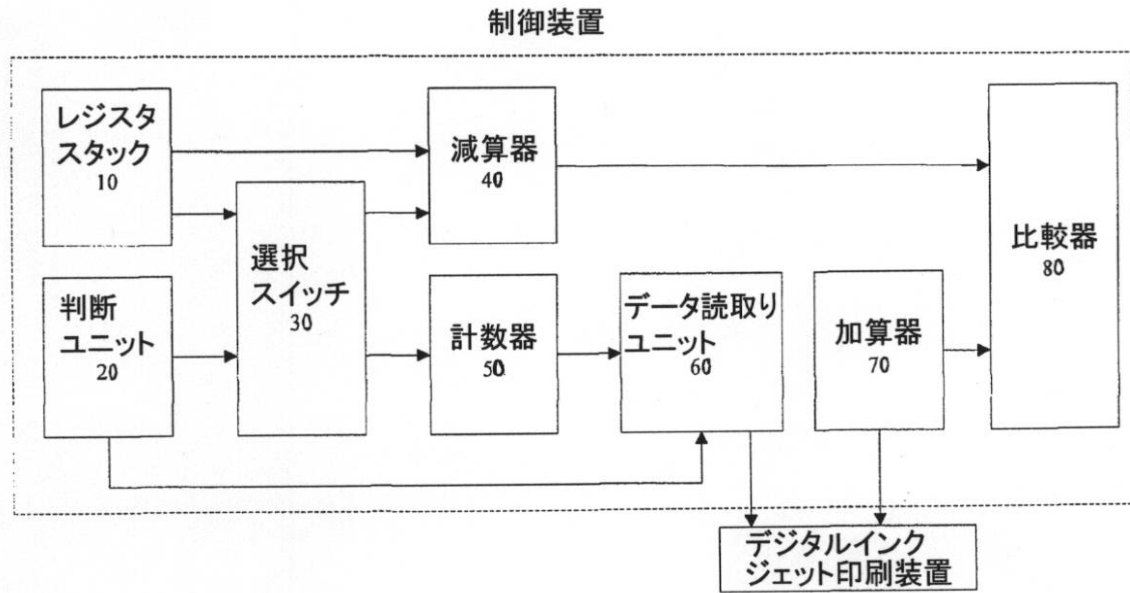 制御装置
レジスタ
スタック
10
減算器
40
比較器
80
選択
スイッチ
30
判断
ユニット
20
計数器
50
データ読取り
ユニット
60
加算器
70
デジタルインク
ジェット印刷装置